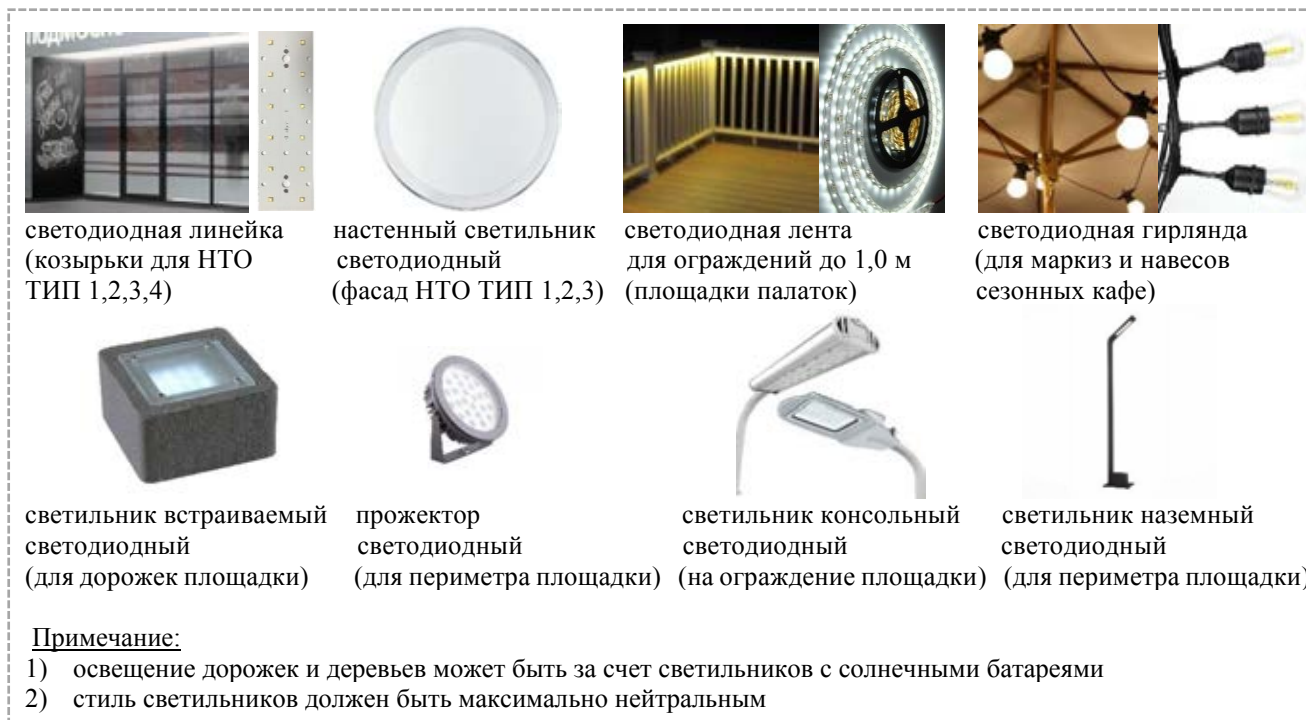 ПОДМОСКО
светодиодная линейка
(козырьки для НТО
ТИП 1,2,3,4)
настенный светильник
светодиодный
(фасад НТО ТИП 1,2,3)
светодиодная лента
для ограждений до 1,0 м
(площадки палаток)
светодиодная гирлянда
(для маркиз и навесов
сезонных кафе)
светильник встраиваемый
светодиодный
(для дорожек площадки)
прожектор
светодиодный
(для периметра площадки)
светильник консольный
светодиодный
(на ограждение площадки)
светильник наземный
светодиодный
(для периметра площадки)
Примечание:
1) освещение дорожек и деревьев может быть за счет светильников с солнечными батареями
2) стиль светильников должен быть максимально нейтральным